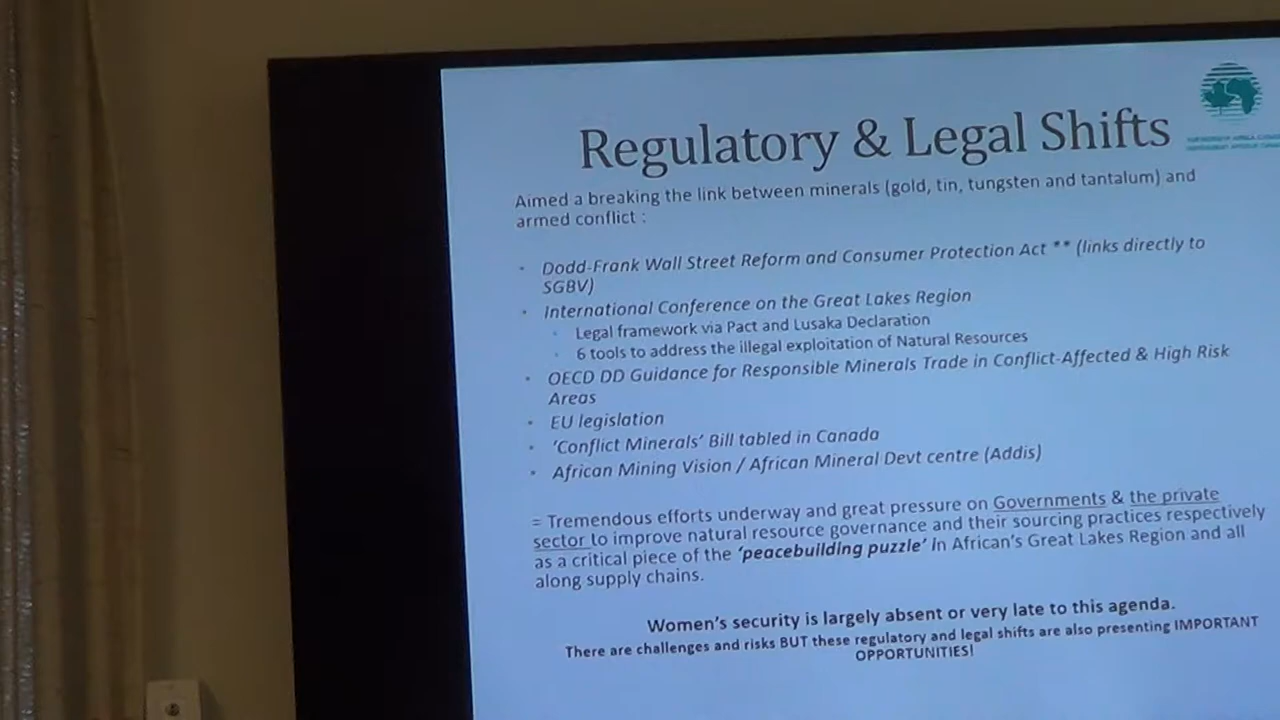 Regulatory & Legal Shifts
Aimed a breaking the link between minerals (gold, tin, tungsten and tantalum) and
armed conflict :
Dodd-Frank Wall Street Reform and Consumer Protection Act ** (links directly to
SGBV)
International Conference on the Great Lakes Region
Legal framework via Pact and Lusaka Declaration
6 tools to address the illegal exploitation of Natural Resources
OECD DD Guidance for Responsible Minerals Trade in Conflict-Affected & High Risk
Areas
EU legislation
'Conflict Minerals' Bill tabled in Canada
African Mining Vision / African Mineral Devt centre (Addis)
= Tremendous efforts underway and great pressure on Governments & the private
sector to improve natural resource governance and their sourcing practices respectively
as a critical piece of the 'peacebuilding puzzle' in African's Great Lakes Region and all
along supply chains.
Women's security is largely absent or very late to this agenda.
There are challenges and risks BUT these regulatory and legal shifts are also presenting IMPORTANT
OPPORTUNITIES!